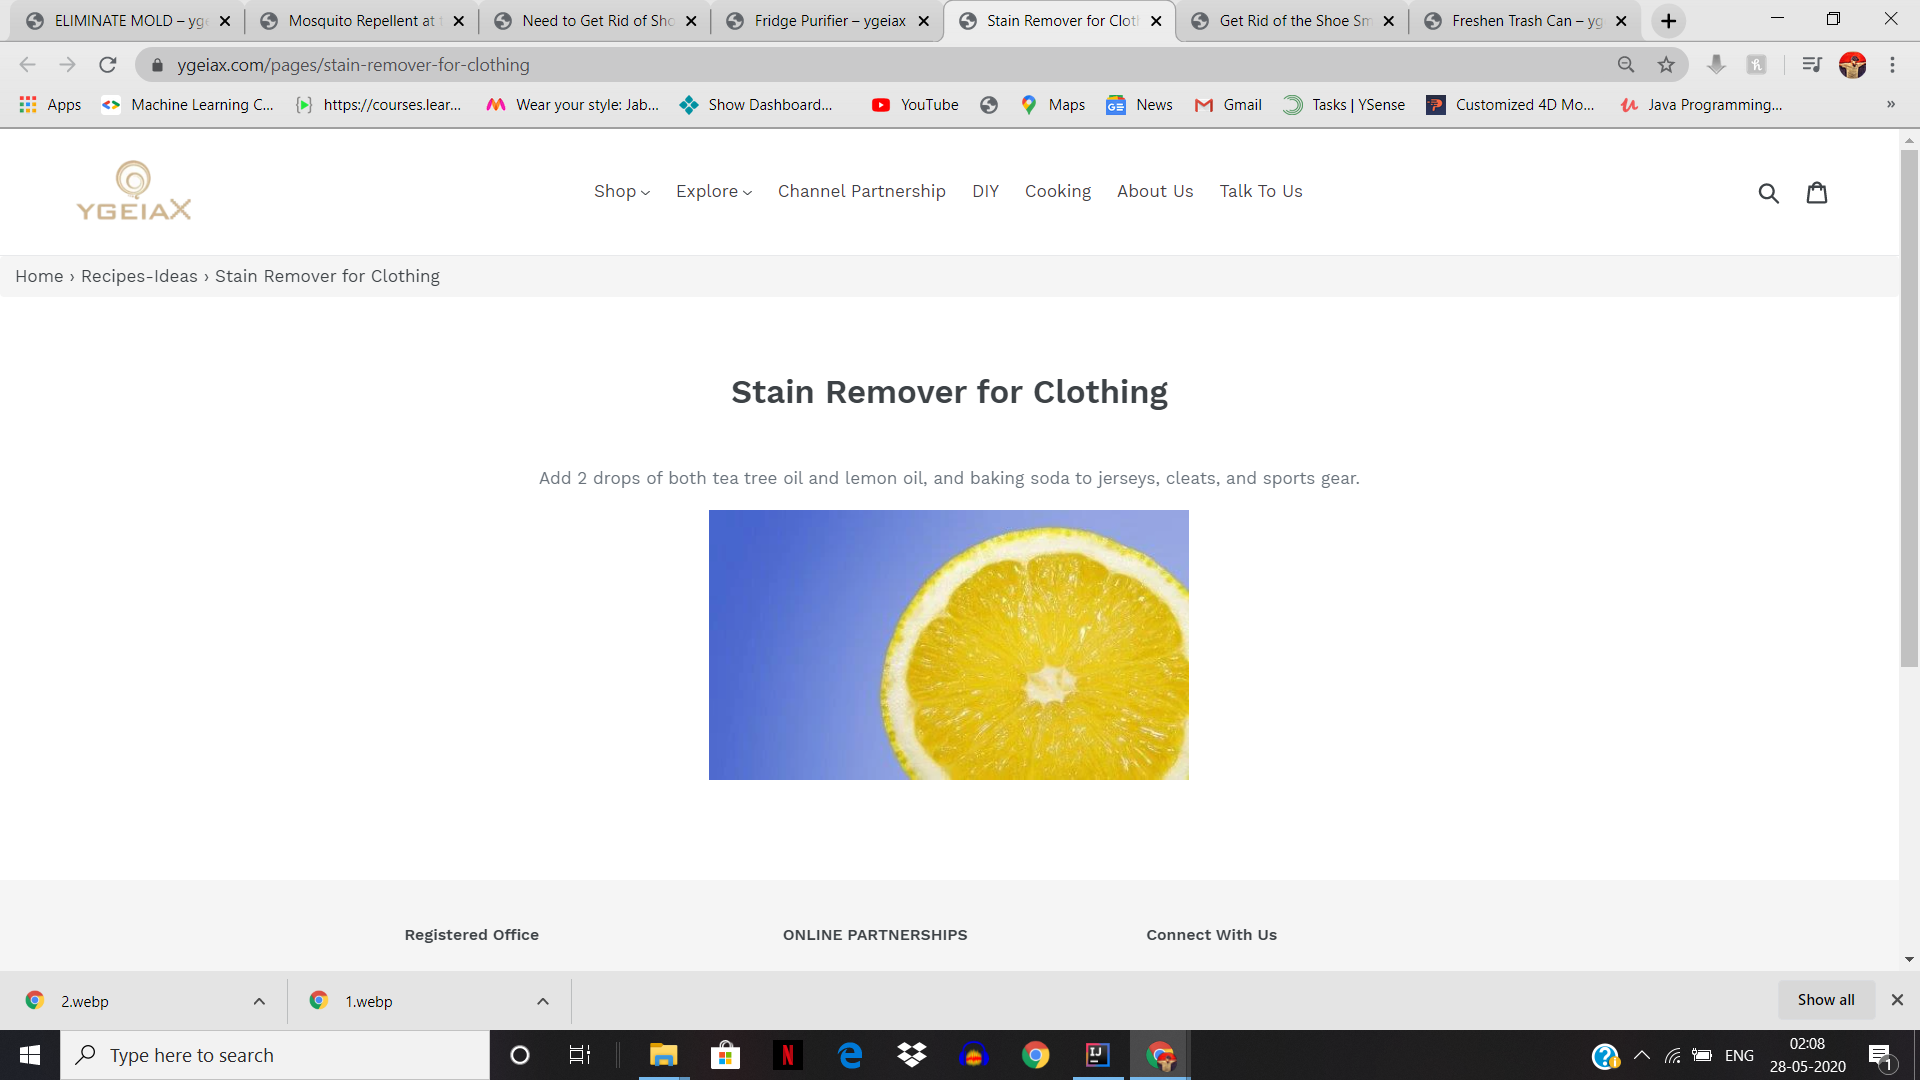 ELIMINATE MOLD – yge
Mosquito Repellent at t
Need to Get Rid of Sho
Fridge Purifier – ygeiax
Stain Remover for Cloth
Get Rid of the Shoe Sm
Freshen Trash Can – yg
ygeiax.com/pages/stain-remover-for-clothing
Apps
Machine Learning C...
https://courses.lear...
Wear your style: Jab...
Show Dashboard...
YouTube
Maps
News
Gmail
Tasks | YSense
Customized 4D Mo...
Java Programming...
»
YGEIAX
Shop
Explore
Channel Partnership
DIY
Cooking
About Us
Talk To Us
Home › Recipes-Ideas › Stain Remover for Clothing
Stain Remover for Clothing
Add 2 drops of both tea tree oil and lemon oil, and baking soda to jerseys, cleats, and sports gear.
Registered Office
ONLINE PARTNERSHIPS
Connect With Us
2.webp
1.webp
Show all
Type here to search
ENG
02:08
28-05-2020
1